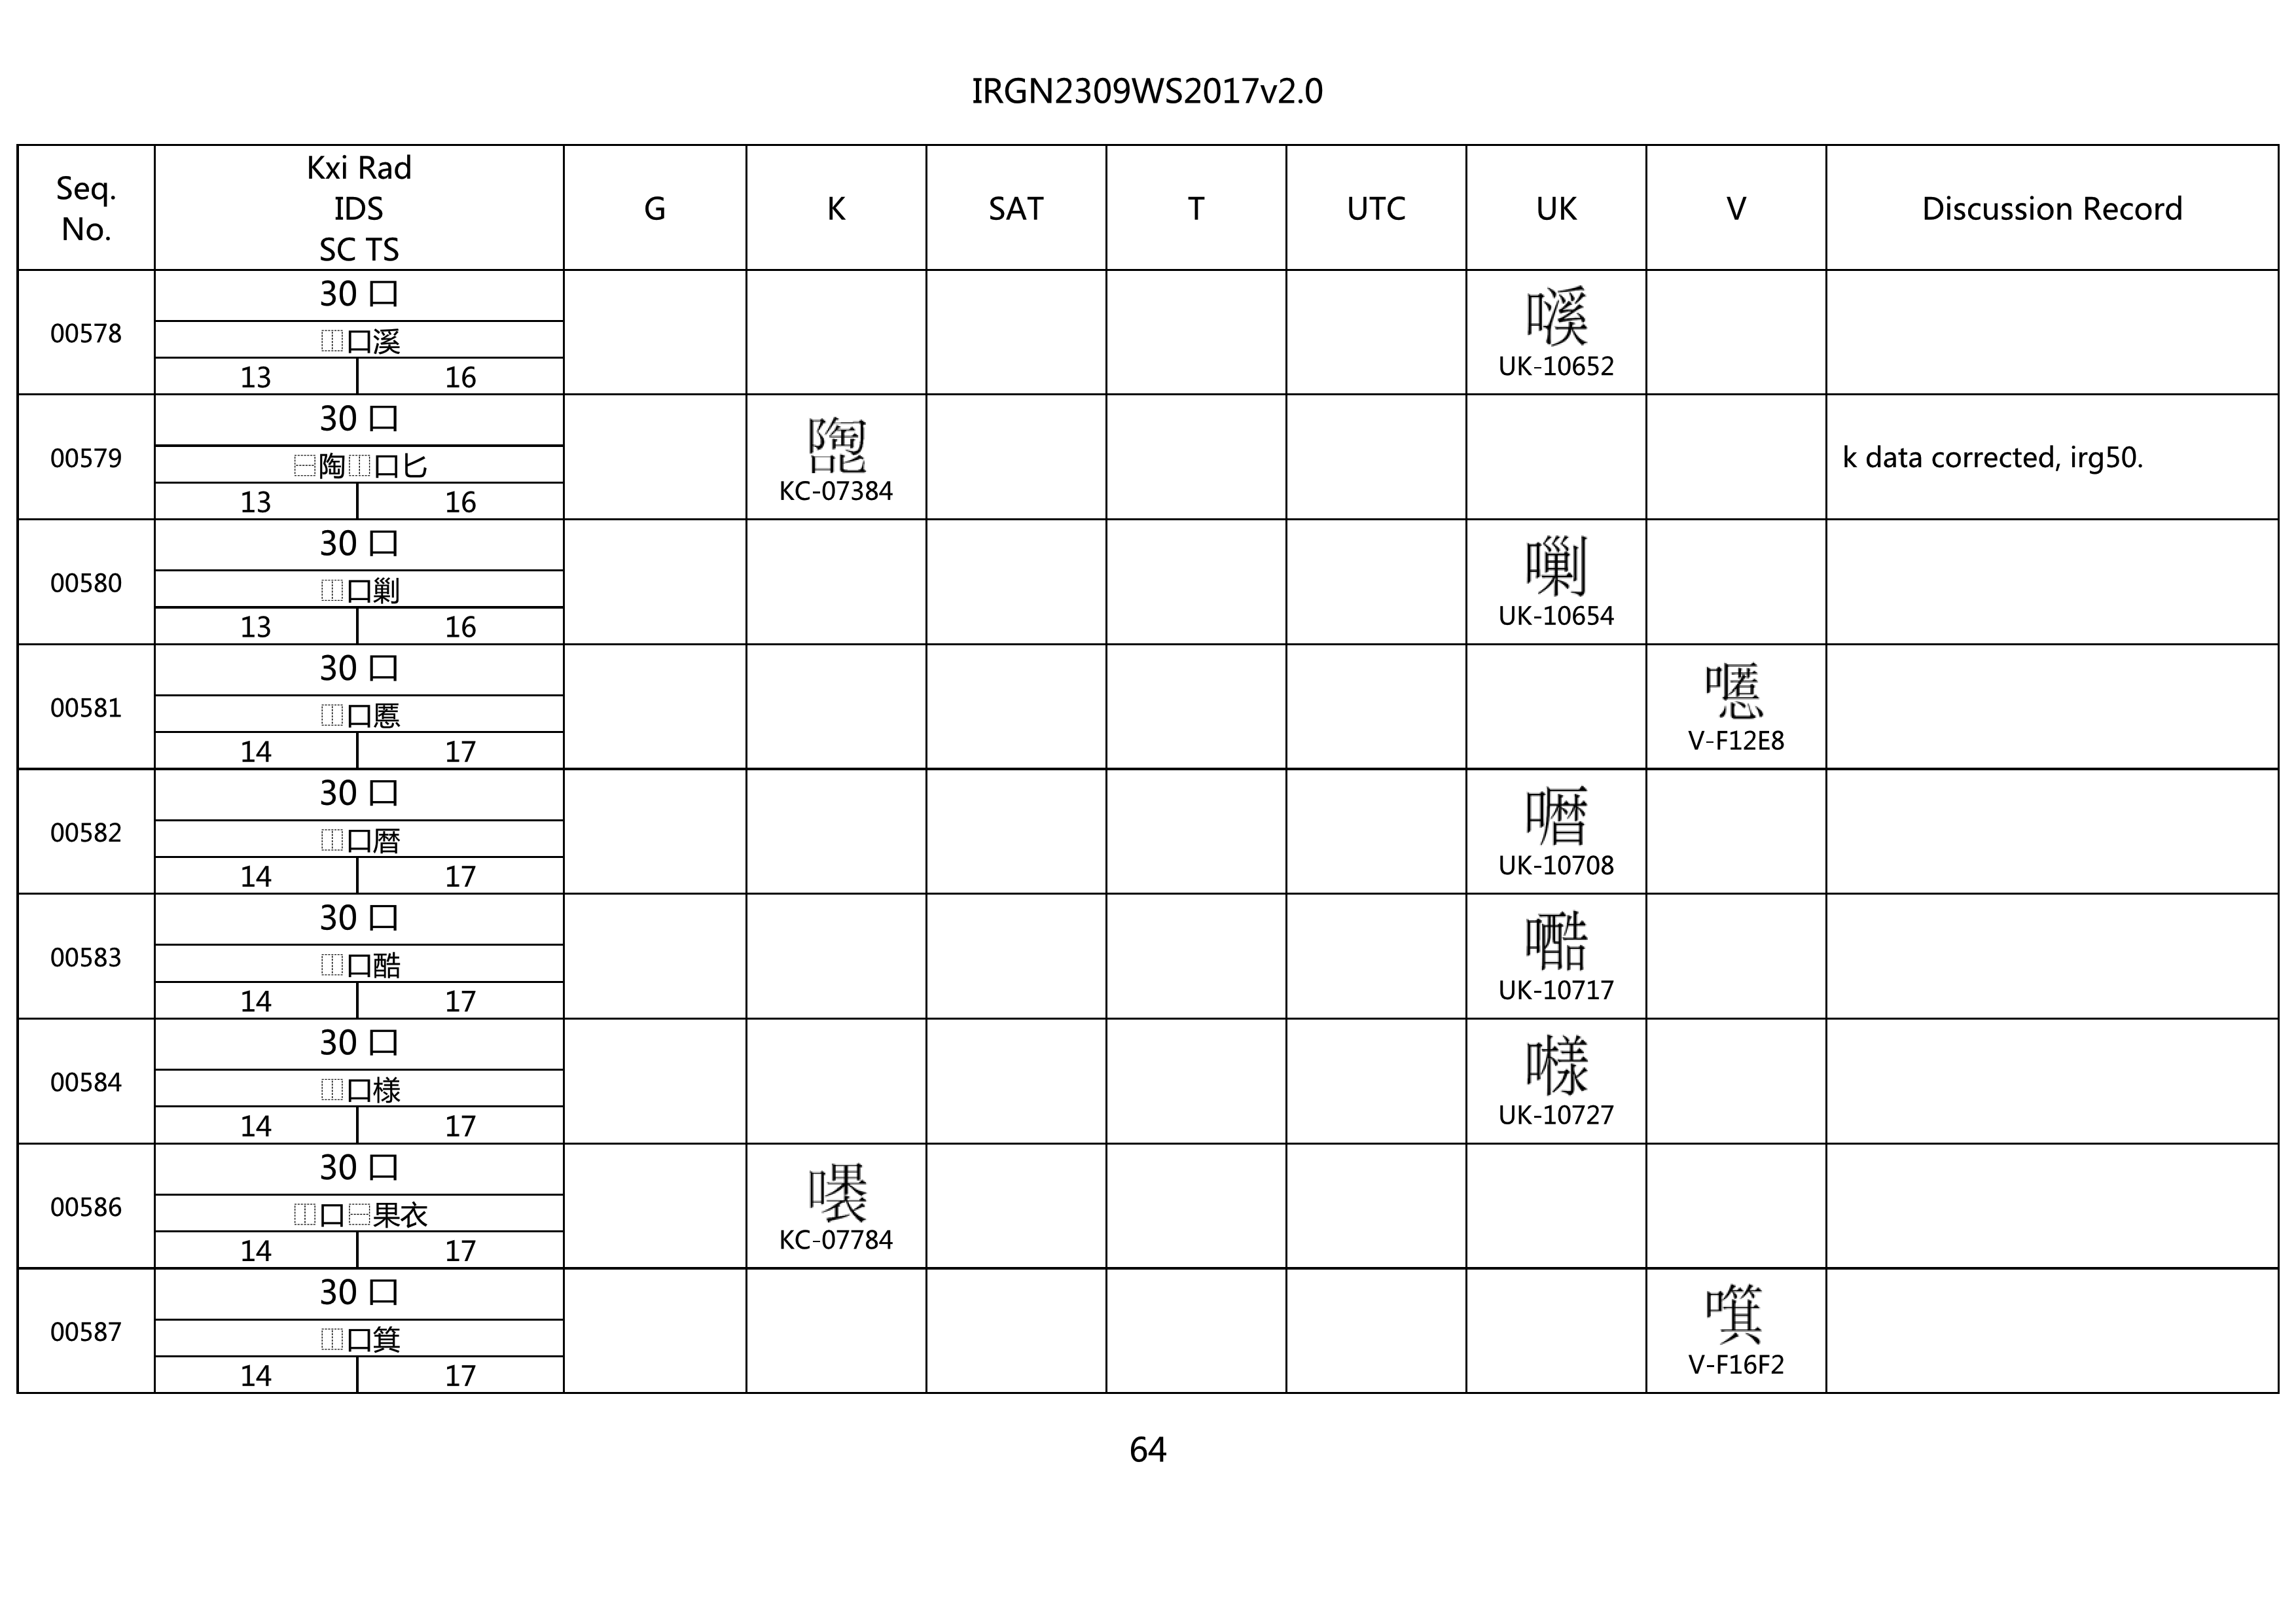 IRGN2309WS2017v2.0
Seq. No. | Kxi Rad IDS SC TS | G | K | SAT | T | UTC | UK | V | Discussion Record
00578
30 口
⿰口溪
13 16
UK-10652
00579
30 口
⿱陶⿰口匕
13 16
KC-07384
k data corrected, irg50.
00580
30 口
⿰口剿
13 16
UK-10654
00581
30 口
⿰口慝
14 17
V-F12E8
00582
30 口
⿰口暦
14 17
UK-10708
00583
30 口
⿰口酷
14 17
UK-10717
00584
30 口
⿰口様
14 17
UK-10727
00586
30 口
⿰口⿱果衣
14 17
KC-07784
00587
30 口
⿰口箕
14 17
V-F16F2
64